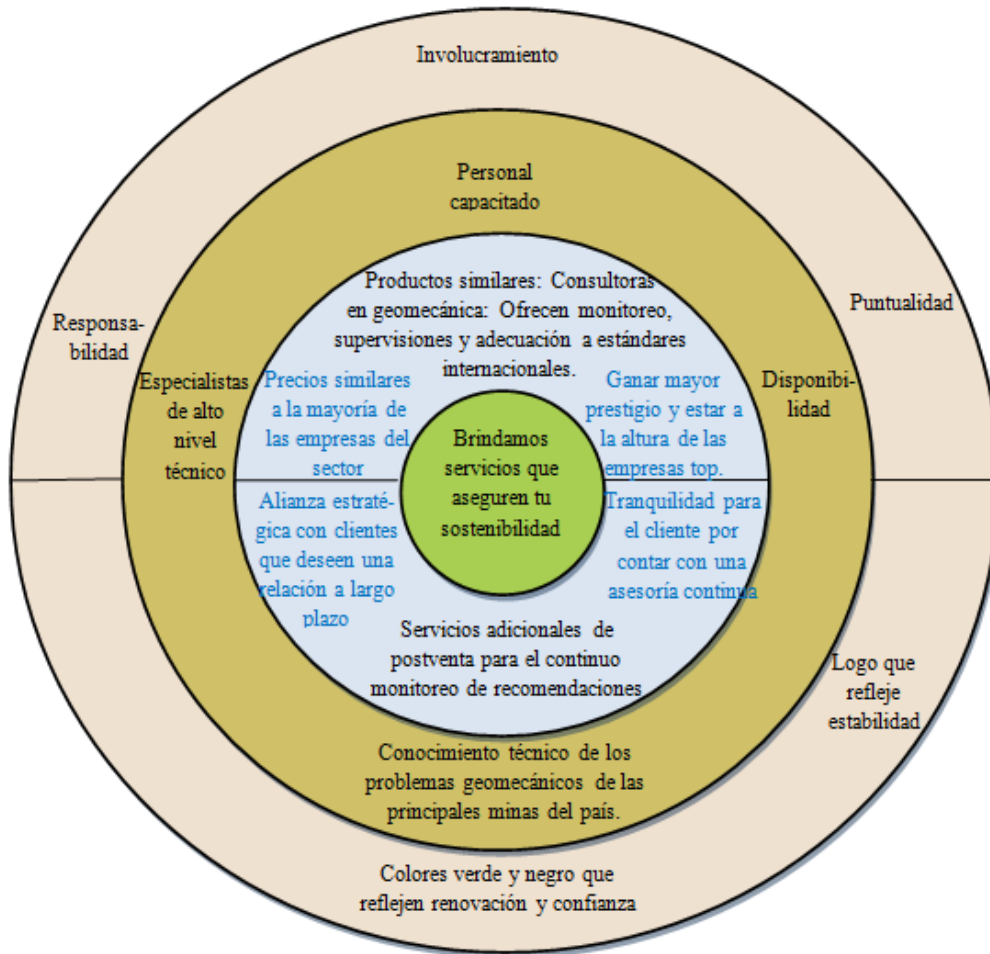 Involucramiento
Personal
capacitado
Productos similares: Consultoras
en geomecánica: Ofrecen monitoreo,
supervisiones y adecuación a estándares
internacionales.
Responsa-
bilidad
Puntualidad
Especialistas
de alto
nivel
técnico
Precios similares
a la mayoría de
las empresas del
sector
Ganar mayor
prestigio y estar a
la altura de las
empresas top.
Disponibi-
lidad
Brindamos
servicios que
aseguren tu
sostenibilidad
Alianza estraté-
gica con clientes
que deseen una
relación a largo
plazo
Tranquilidad para
el cliente por
contar con una
asesoría continua
Servicios adicionales de
postventa para el continuo
monitoreo de recomendaciones
Logo que
refleje
estabilidad
Conocimiento técnico de los
problemas geomecánicos de las
principales minas del país.
Colores verde y negro que
reflejen renovación y confianza